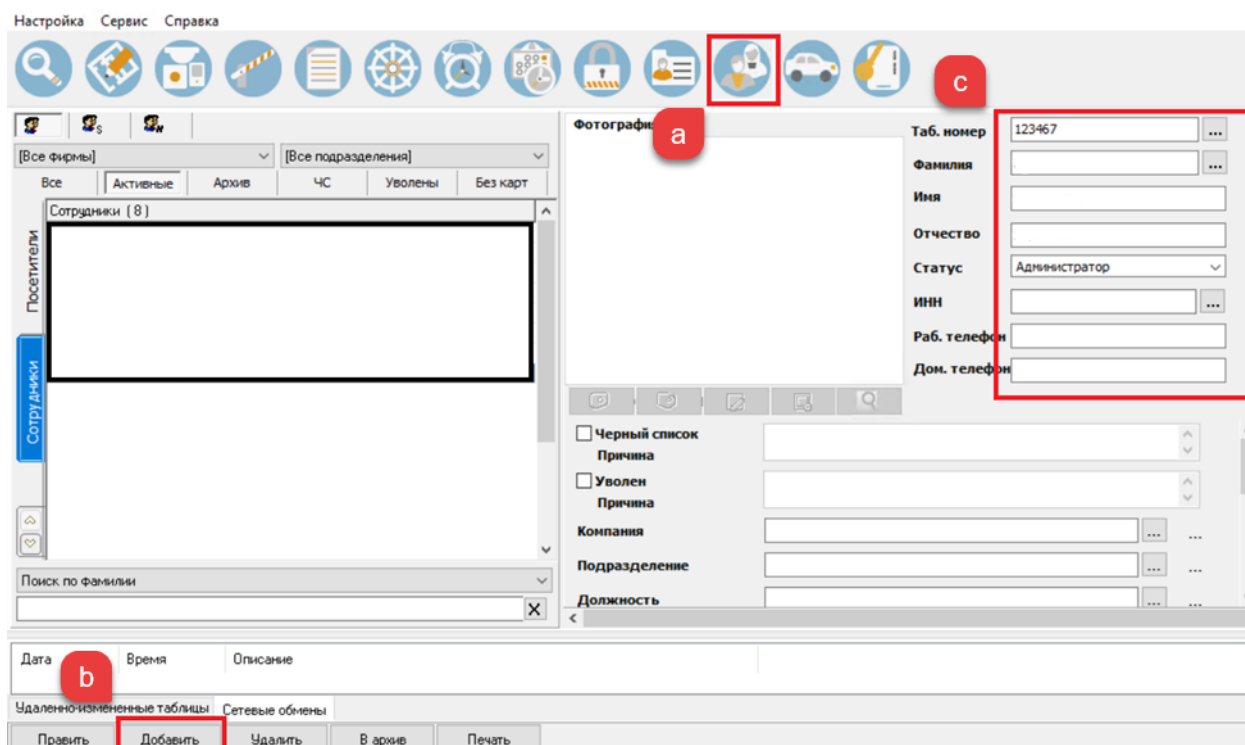 Настройка Сервис Справка
c
a
S
N
Фотография
[Все фирмы] [Все подразделения]
Все Активные Архив ЧС Уволены Без карт
Сотрудники (8)
Посетители
Сотрудники
Таб. номер 123467 ...
Фамилия ...
Имя
Отчество
Статус Администратор
ИНН ...
Раб. телефон
Дом. телефон
Черный список
Причина
Уволен
Причина
Компания ... ...
Подразделение ... ...
Должность ... ...
Поиск по фамилии
X
b
Дата Время Описание
Удаленно-измененные таблицы Сетевые обмены
Править Добавить Удалить В архив Печать